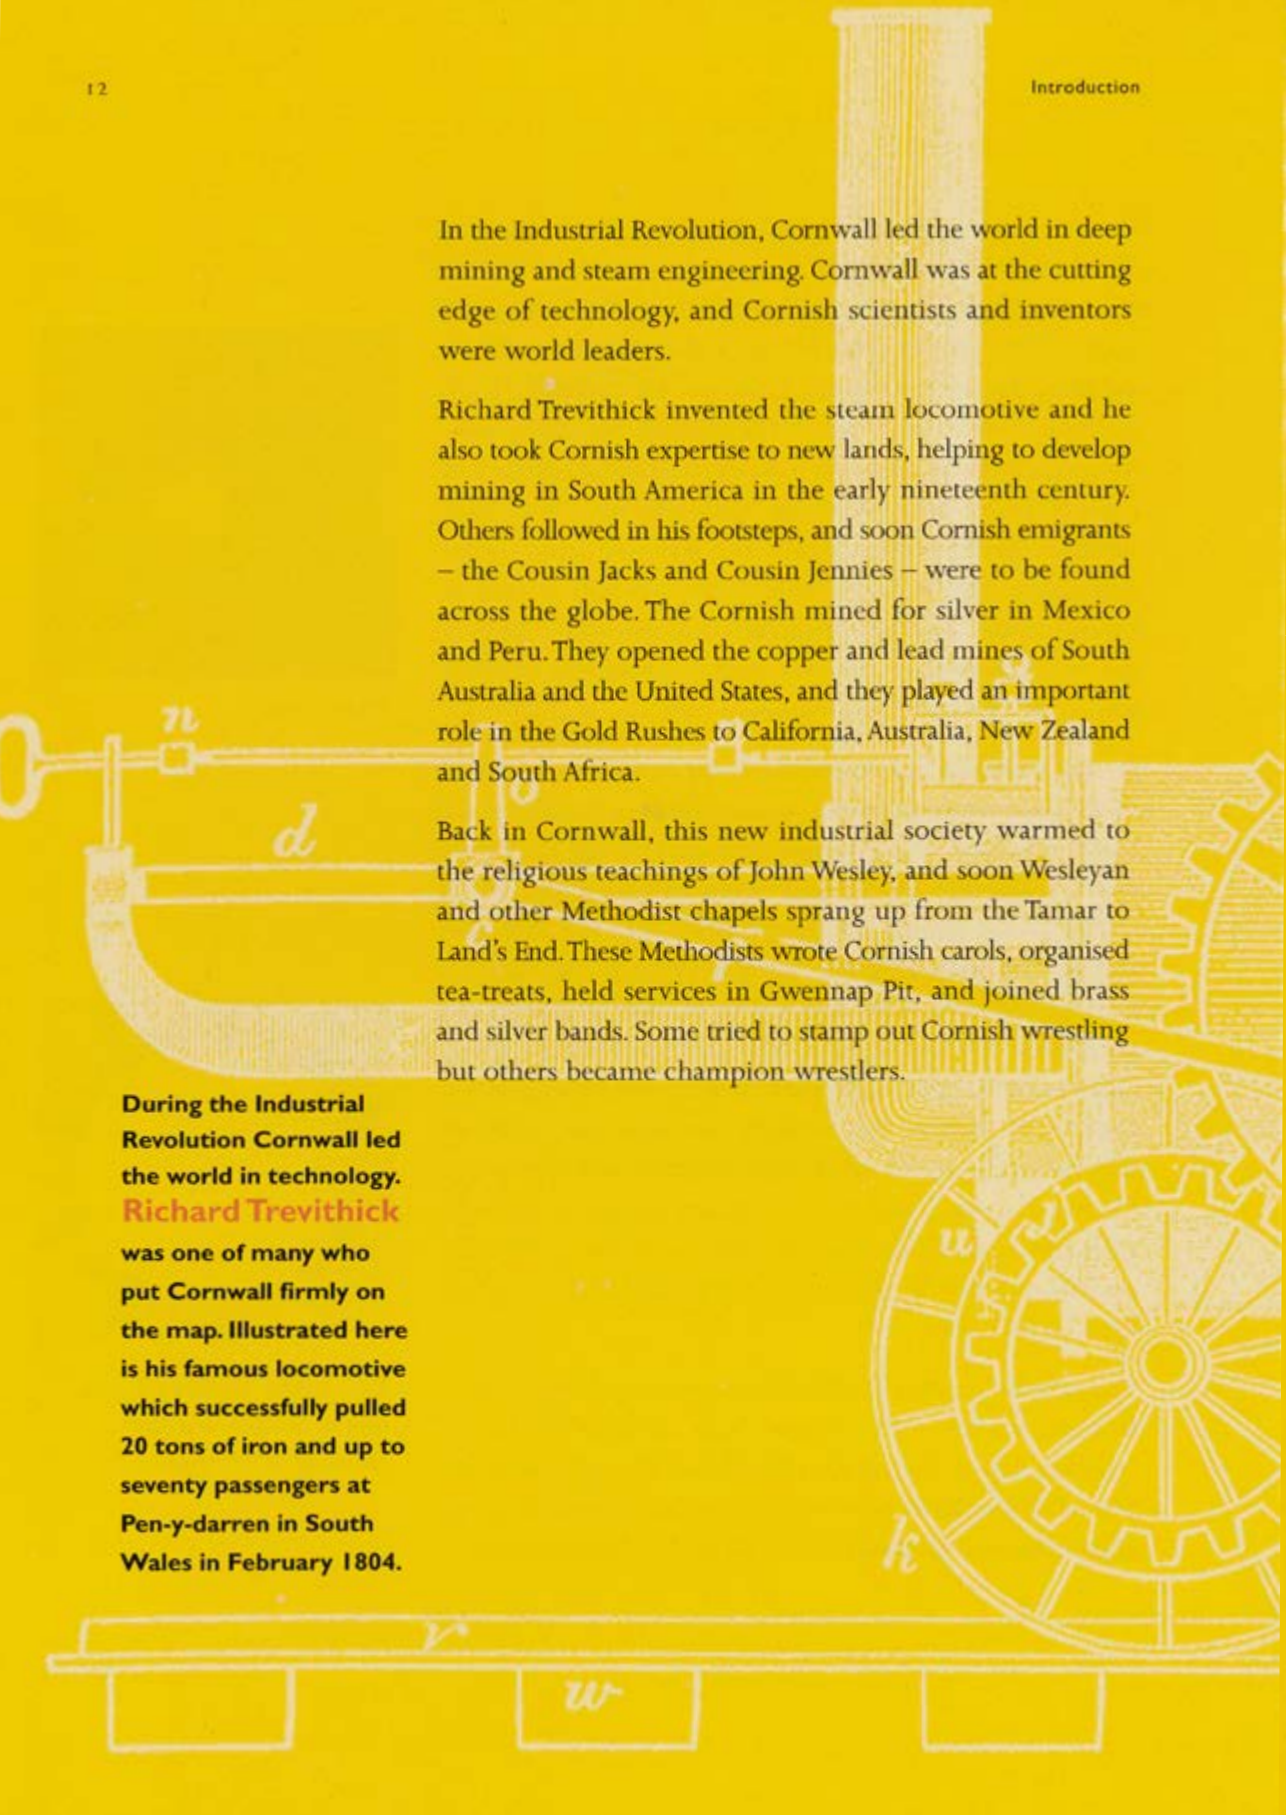 12
Introduction
In the Industrial Revolution, Cornwall led the world in deep
mining and steam engineering. Cornwall was at the cutting
edge of technology, and Cornish scientists and inventors
were world leaders.
Richard Trevithick invented the steam locomotive and he
also took Cornish expertise to new lands, helping to develop
mining in South America in the early nineteenth century.
Others followed in his footsteps, and soon Cornish emigrants
– the Cousin Jacks and Cousin Jennies – were to be found
across the globe. The Cornish mined for silver in Mexico
and Peru. They opened the copper and lead mines of South
Australia and the United States, and they played an important
role in the Gold Rushes to California, Australia, New Zealand
and South Africa.
Back in Cornwall, this new industrial society warmed to
the religious teachings of John Wesley, and soon Wesleyan
and other Methodist chapels sprang up from the Tamar to
Land's End. These Methodists wrote Cornish carols, organised
tea-treats, held services in Gwennap Pit, and joined brass
and silver bands. Some tried to stamp out Cornish wrestling
but others became champion wrestlers.
During the Industrial
Revolution Cornwall led
the world in technology.
Richard Trevithick
was one of many who
put Cornwall firmly on
the map. Illustrated here
is his famous locomotive
which successfully pulled
20 tons of iron and up to
seventy passengers at
Pen-y-darren in South
Wales in February 1804.
n
d
u
k
r
w